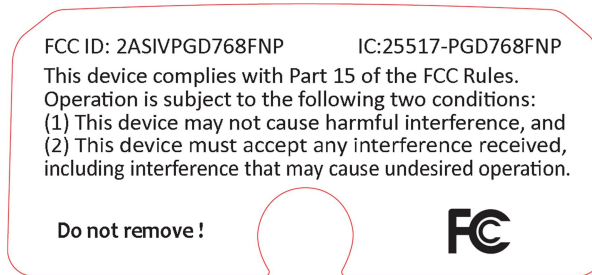 FCC ID: 2ASIVPGD768FNP IC:25517-PGD768FNP
This device complies with Part 15 of the FCC Rules.
Operation is subject to the following two conditions:
(1) This device may not cause harmful interference, and
(2) This device must accept any interference received,
including interference that may cause undesired operation.
Do not remove ! FC